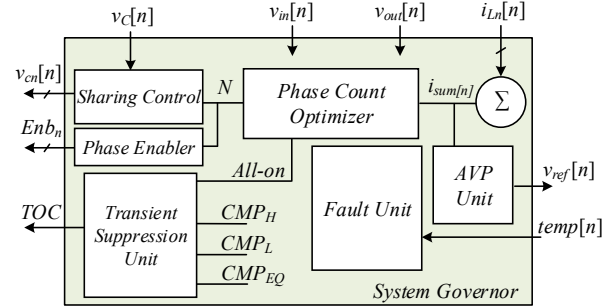 v_C[n]
v_in[n]
v_out[n]
i_Ln[n]
v_cn[n]
Sharing Control
N
Phase Count
Optimizer
i_sum[n]
Σ
Enb_n
Phase Enabler
All-on
AVP
Unit
v_ref[n]
TOC
Transient
Suppression
Unit
CMP_H
CMP_L
CMP_EQ
Fault Unit
temp[n]
System Governor